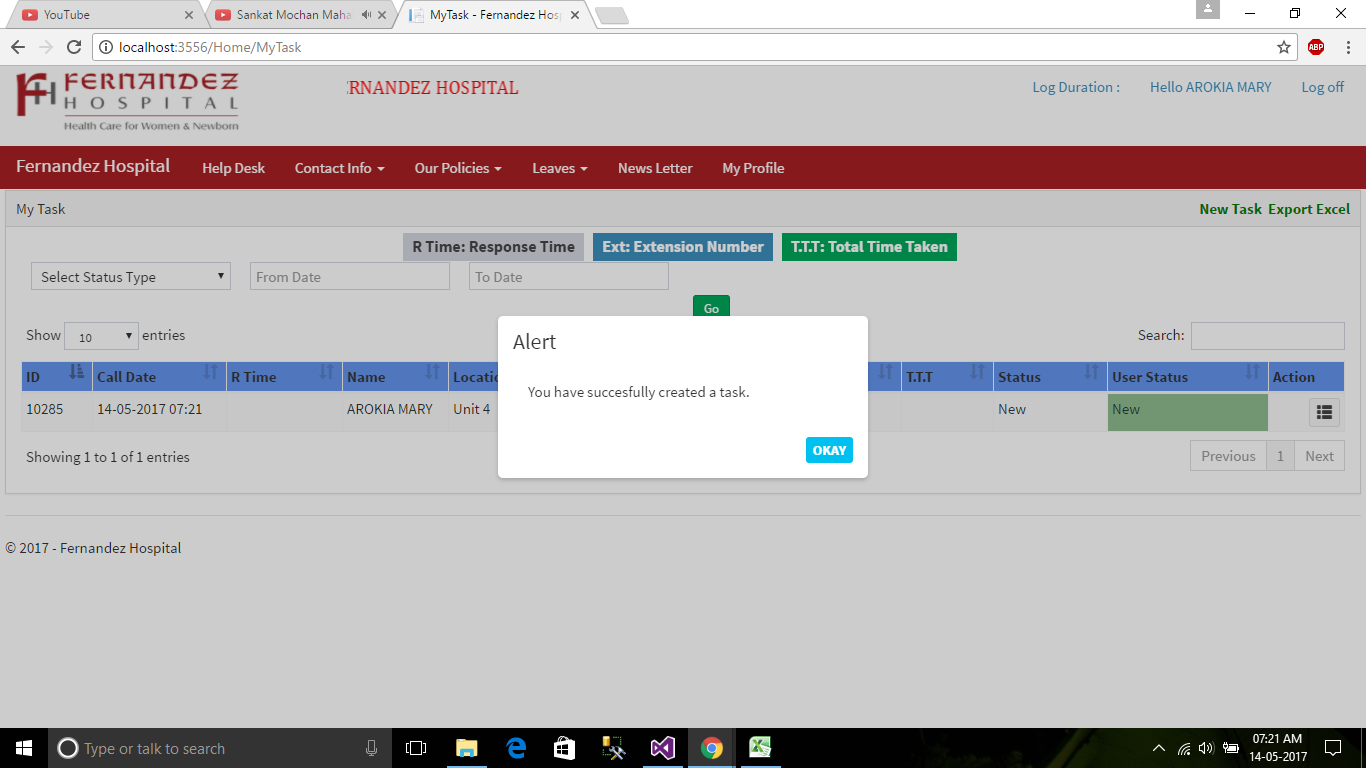 YouTube
Sankat Mochan Maha
MyTask - Fernandez Hosp
localhost:3556/Home/MyTask
ABP
FERNANDEZ
HOSPITAL
Health Care for Women & Newborn
ERNANDEZ HOSPITAL
Log Duration : Hello AROKIA MARY Log off
Fernandez Hospital Help Desk Contact Info Our Policies Leaves News Letter My Profile
My Task New Task Export Excel
R Time: Response Time Ext: Extension Number T.T.T: Total Time Taken
Select Status Type From Date To Date
Go
Show 10 entries Search:
Alert
You have succesfully created a task.
OKAY
ID Call Date R Time Name Locatio T.T.T Status User Status Action
10285 14-05-2017 07:21 AROKIA MARY Unit 4 New New
Showing 1 to 1 of 1 entries Previous 1 Next
© 2017 - Fernandez Hospital
Type or talk to search
07:21 AM
14-05-2017